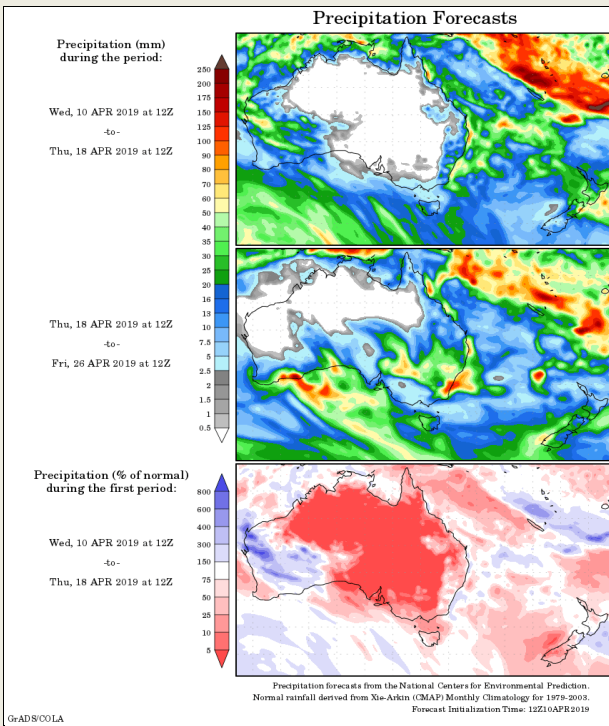 Precipitation Forecasts
Precipitation (mm)
during the period:
Wed, 10 APR 2019 at 12Z
-to-
Thu, 18 APR 2019 at 12Z
250
200
175
150
125
100
90
80
70
60
50
40
35
30
25
20
16
13
10
7.5
5
2.5
2
1.5
1
0.5
Thu, 18 APR 2019 at 12Z
-to-
Fri, 26 APR 2019 at 12Z
Precipitation (% of normal)
during the first period:
Wed, 10 APR 2019 at 12Z
-to-
Thu, 18 APR 2019 at 12Z
800
600
400
300
150
75
50
25
10
5
Precipitation forecasts from the National Centers for Environmental Prediction.
Normal rainfall derived from Xie-Arkin (CMAP) Monthly Climatology for 1979-2003.
Forecast Initialization Time: 12Z10APR2019
GrADS/COLA